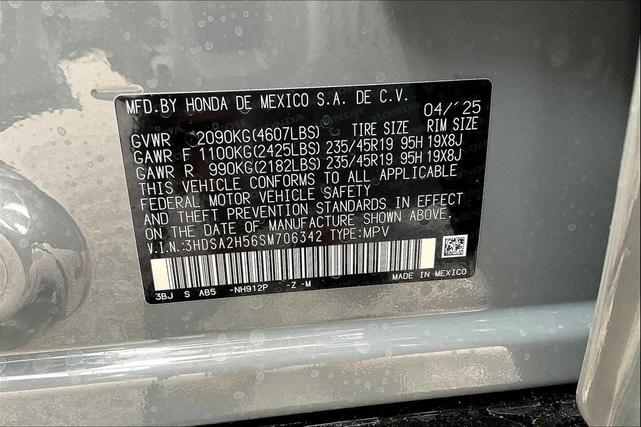 MFD.BY HONDA DE MEXICO S.A. DE C.V. 04/'25
GVWR 2090KG(4607LBS) TIRE SIZE RIM SIZE
GAWR F 1100KG(2425LBS) 235/45R19 95H 19X8J
GAWR R 990KG(2182LBS) 235/45R19 95H 19X8J
THIS VEHICLE CONFORMS TO ALL APPLICABLE
FEDERAL MOTOR VEHICLE SAFETY
AND THEFT PREVENTION STANDARDS IN EFFECT
ON THE DATE OF MANUFACTURE SHOWN ABOVE.
V.I.N.:3HDSA2H56SM706342 TYPE:MPV
MADE IN MEXICO
3BJ S AB5 -NH912P -Z -M